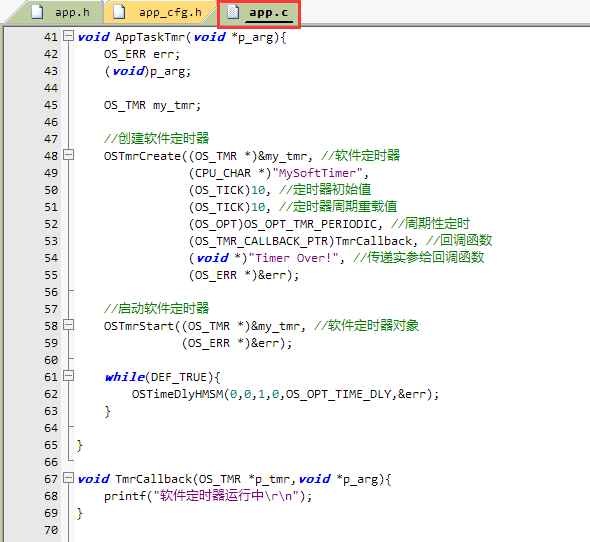 app.h app_cfg.h app.c
41 void AppTaskTmr(void *p_arg){
42 OS_ERR err;
43 (void)p_arg;
44
45 OS_TMR my_tmr;
46
47 //创建软件定时器
48 OSTmrCreate((OS_TMR *)&my_tmr, //软件定时器
49 (CPU_CHAR *)"MySoftTimer",
50 (OS_TICK)10, //定时器初始值
51 (OS_TICK)10, //定时器周期重载值
52 (OS_OPT)OS_OPT_TMR_PERIODIC, //周期性定时
53 (OS_TMR_CALLBACK_PTR)TmrCallback, //回调函数
54 (void *)"Timer Over!", //传递实参给回调函数
55 (OS_ERR *)&err);
56
57 //启动软件定时器
58 OSTmrStart((OS_TMR *)&my_tmr, //软件定时器对象
59 (OS_ERR *)&err);
60
61 while(DEF_TRUE){
62 OSTimeDlyHMSM(0,0,1,0,OS_OPT_TIME_DLY,&err);
63 }
64
65 }
66
67 void TmrCallback(OS_TMR *p_tmr,void *p_arg){
68 printf("软件定时器运行中\r\n");
69 }
70